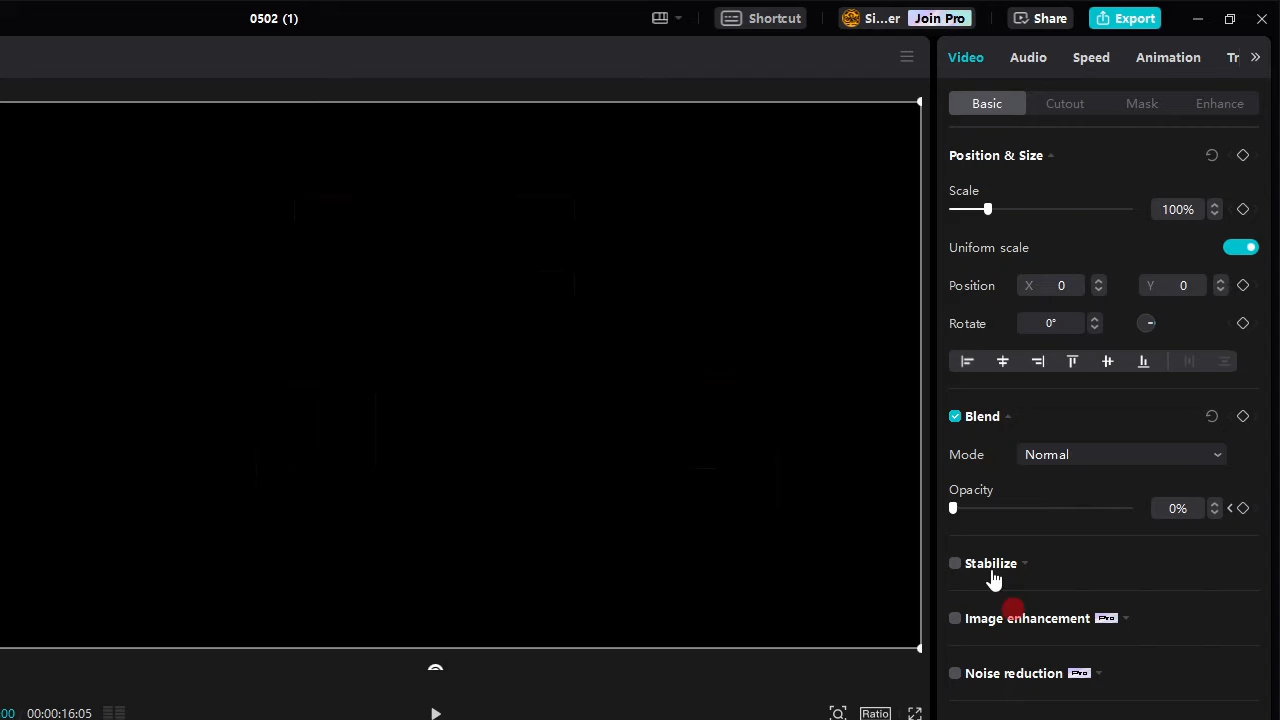 0502 (1)
Shortcut
Si...er Join Pro
Share
Export
Video Audio Speed Animation Tr
Basic Cutout Mask Enhance
Position & Size
Scale
100%
Uniform scale
Position X 0 Y 0
Rotate 0°
Blend
Mode Normal
Opacity
0%
Stabilize
Image enhancement Pro
Noise reduction Pro
00 00:00:16:05 Ratio